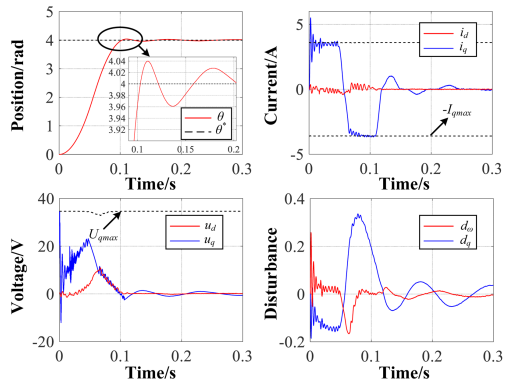 Position/rad
5
4
3
2
1
0
0 0.1 0.2 0.3
Time/s
4.04
4.02
4
3.98
3.96
3.94
3.92
0.1 0.15 0.2
θ
θ*
Current/A
5
0
-5
0 0.1 0.2 0.3
Time/s
i_d
i_q
-I_qmax
Voltage/V
40
20
0
-20
0 0.1 0.2 0.3
Time/s
U_qmax
u_d
u_q
Disturbance
0.4
0.2
0
-0.2
0 0.1 0.2 0.3
Time/s
d_ω
d_q